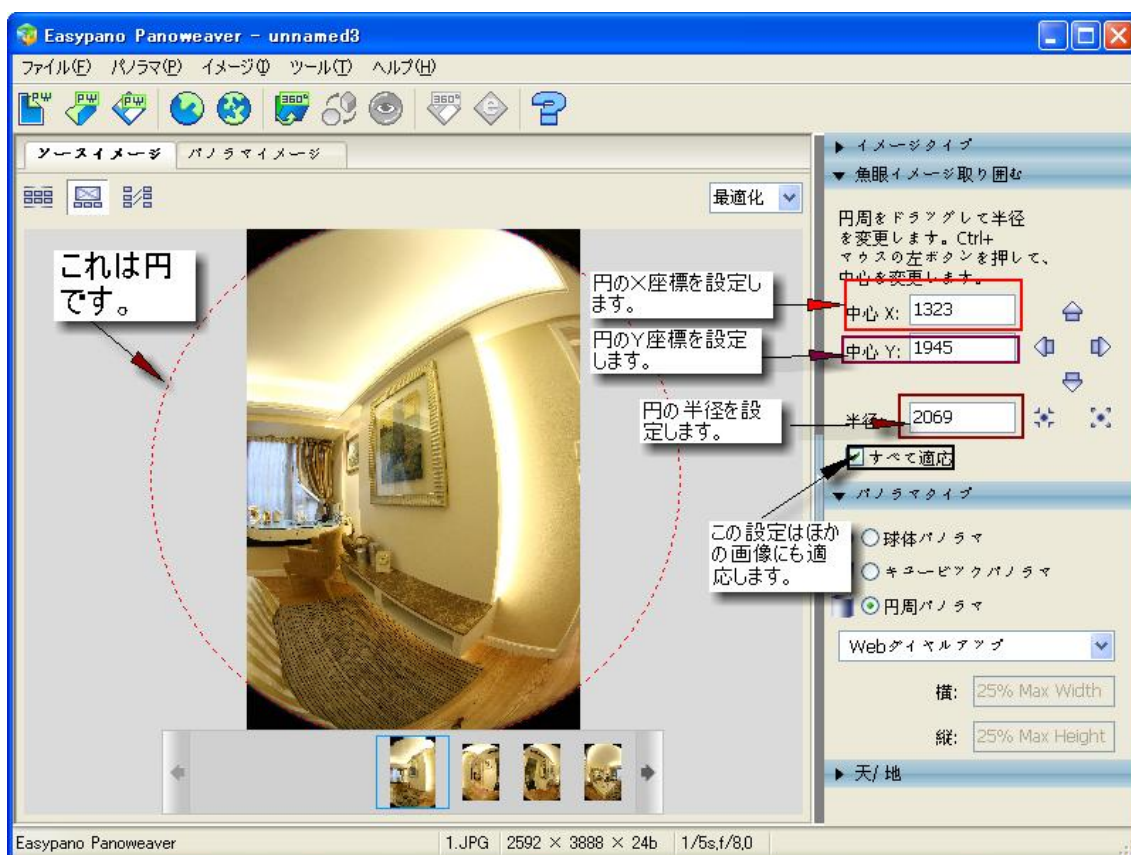 Easypano Panoweaver - unnamed3
ファイル(F) パノラマ(P) イメージ(I) ツール(T) ヘルプ(H)
PW PW PW 360° 360° e ?
ソースイメージ パノラマイメージ
最適化
これは円
です。
円のX座標を設定し
ます。
円のY座標を設定
します。
円の半径を設
定します。
この設定はほか
の画像にも適
応します。
イメージタイプ
魚眼イメージ取り囲む
円周をドラッグして半径
を変更します。Ctrl+
マウスの左ボタンを押して、
中心を変更します。
中心 X: 1323
中心 Y: 1945
半径: 2069
すべて適応
パノラマタイプ
球体パノラマ
キュービックパノラマ
円周パノラマ
Webダイヤルアップ
横: 25% Max Width
縦: 25% Max Height
天/地
Easypano Panoweaver 1.JPG 2592 × 3888 × 24b 1/5s,f/8,0